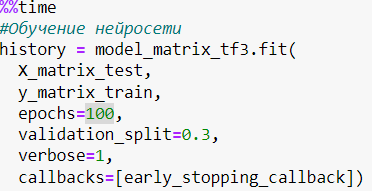 %%time
#Обучение нейросети
history = model_matrix_tf3.fit(
X_matrix_test,
y_matrix_train,
epochs=100,
validation_split=0.3,
verbose=1,
callbacks=[early_stopping_callback])